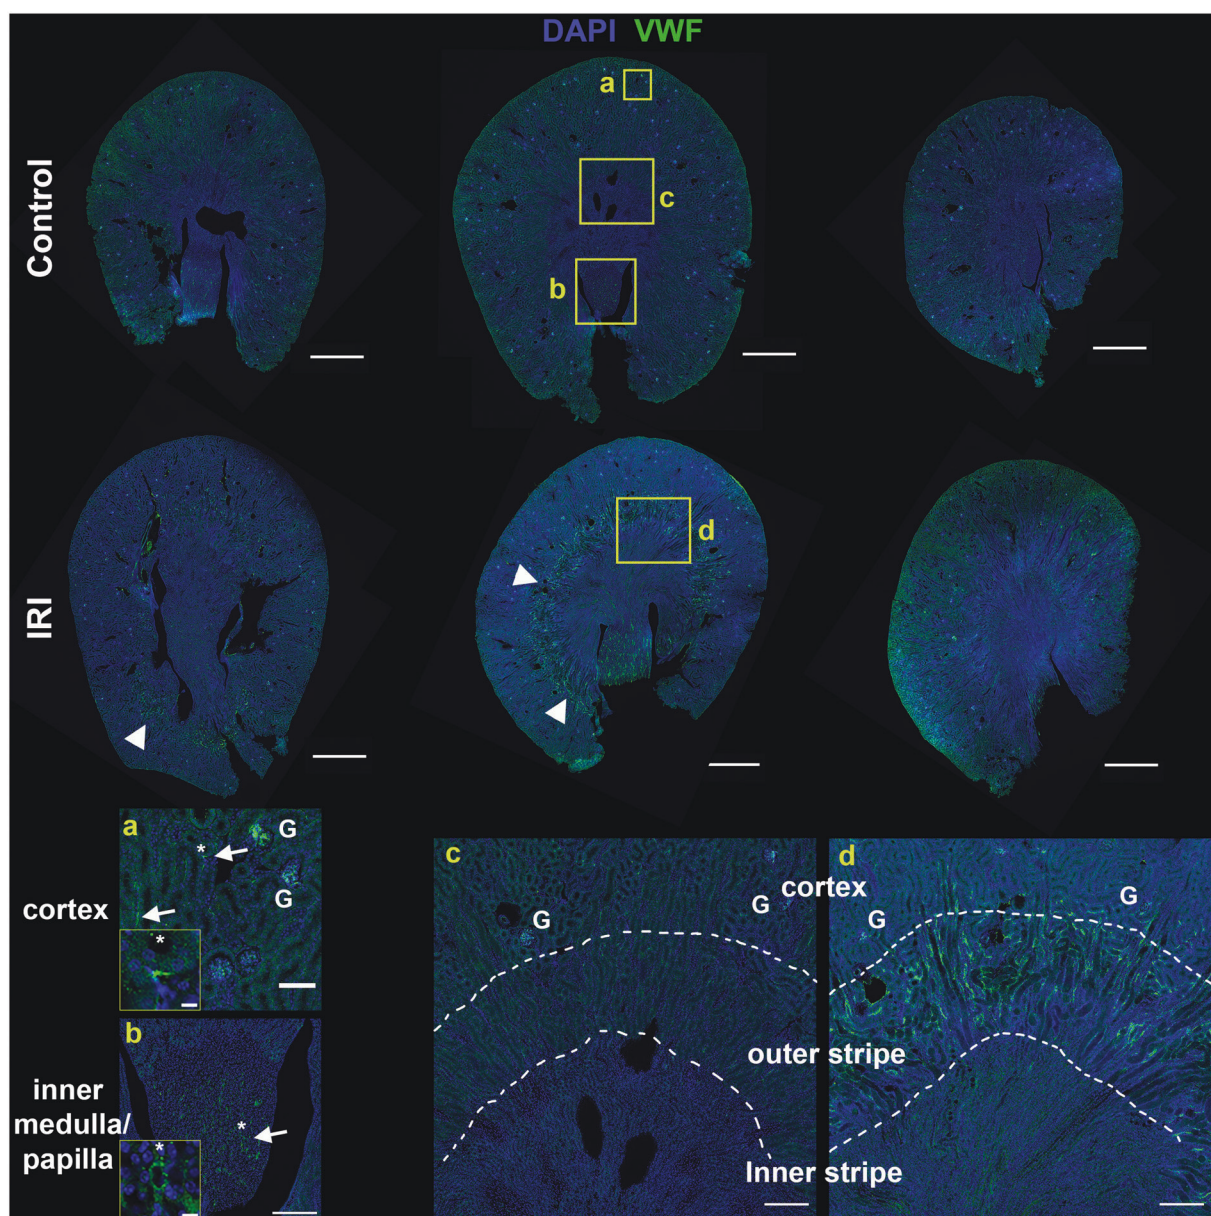 DAPI VWF
Control
a
c
b
IRI
d
a
G
*
G
cortex
*
b
inner
medulla/
papilla
*
*
c
cortex
G
G
d
G
G
outer stripe
Inner stripe